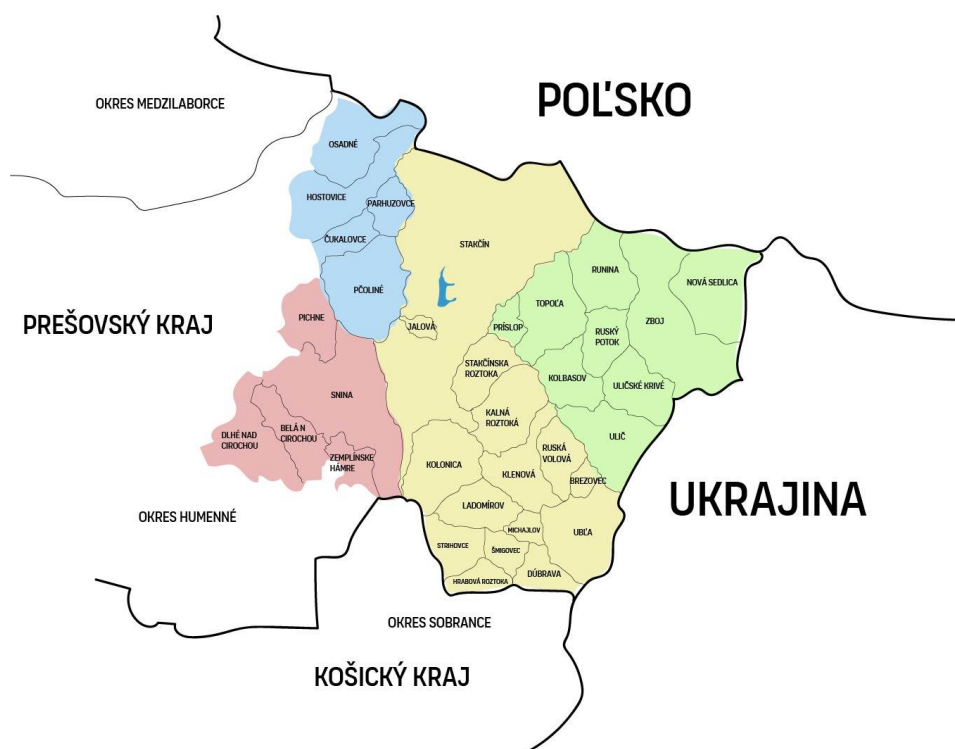 POĽSKO
OKRES MEDZILABORCE
OSADNÉ
HOSTOVICE
PARHUZOVCE
ČUKALOVCE
STAKČÍN
PČOLINÉ
RUNINA
NOVÁ SEDLICA
TOPOĽA
PREŠOVSKÝ KRAJ
PICHNE
JALOVÁ
PRÍSLOP
RUSKÝ
POTOK
ZBOJ
STAKČÍNSKA
ROZTOKA
KOLBASOV
ULIČSKÉ KRIVÉ
SNINA
KALNÁ
ROZTOKÁ
DLHÉ NAD
CIROCHOU
BELÁ N
CIROCHOU
ULIČ
ZEMPLÍNSKE
HÁMRE
KOLONICA
RUSKÁ
VOLOVÁ
KLENOVÁ
BREZOVEC
UKRAJINA
OKRES HUMENNÉ
LADOMÍROV
MICHAJLOV
UBĽA
STRIHOVCE
ŠMIGOVEC
HRABOVÁ ROZTOKA
DÚBRAVA
OKRES SOBRANCE
KOŠICKÝ KRAJ